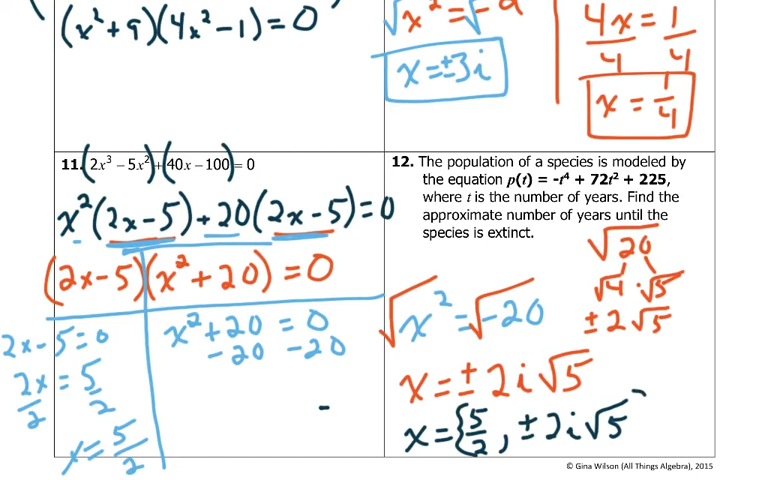 (x² + 9)(4x² − 1) = 0
√x² = √−9
x = ±3i
4x = 1
4 4
x = 1/4
11. (2x³ − 5x²) + (40x − 100) = 0
x²(2x − 5) + 20(2x − 5) = 0
(2x − 5)(x² + 20) = 0
2x − 5 = 0
2x = 5
2 2
x = 5/2
x² + 20 = 0
− 20 − 20
12. The population of a species is modeled by
the equation p(t) = -t⁴ + 72t² + 225,
where t is the number of years. Find the
approximate number of years until the
species is extinct.
√20
√4 · √5
± 2√5
√x² = √−20
x = ± 2i√5
x = {5/2, ± 2i√5
© Gina Wilson (All Things Algebra), 2015